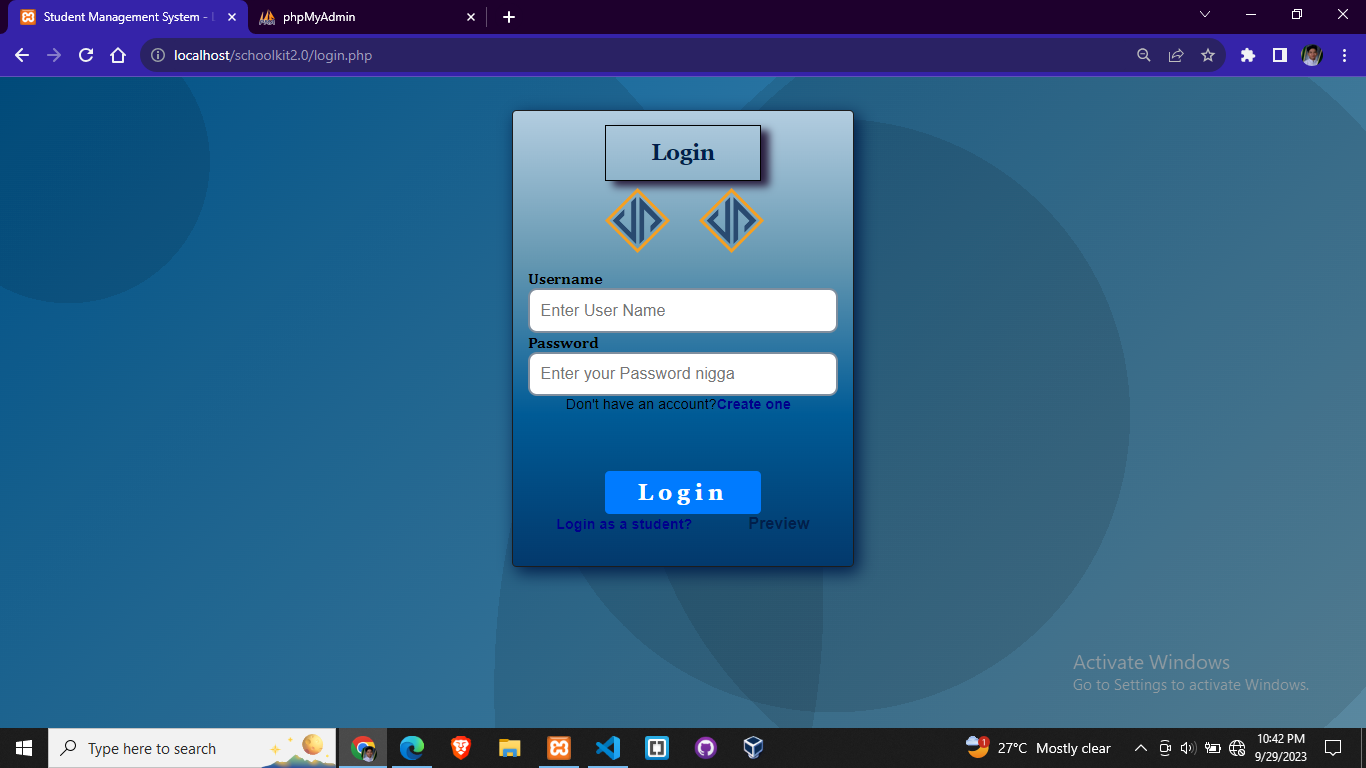 Student Management System - L
phpMyAdmin
localhost/schoolkit2.0/login.php
Login
Username
Enter User Name
Password
Enter your Password nigga
Don't have an account?Create one
Login
Login as a student? Preview
Activate Windows
Go to Settings to activate Windows.
Type here to search
1
27°C Mostly clear
10:42 PM
9/29/2023